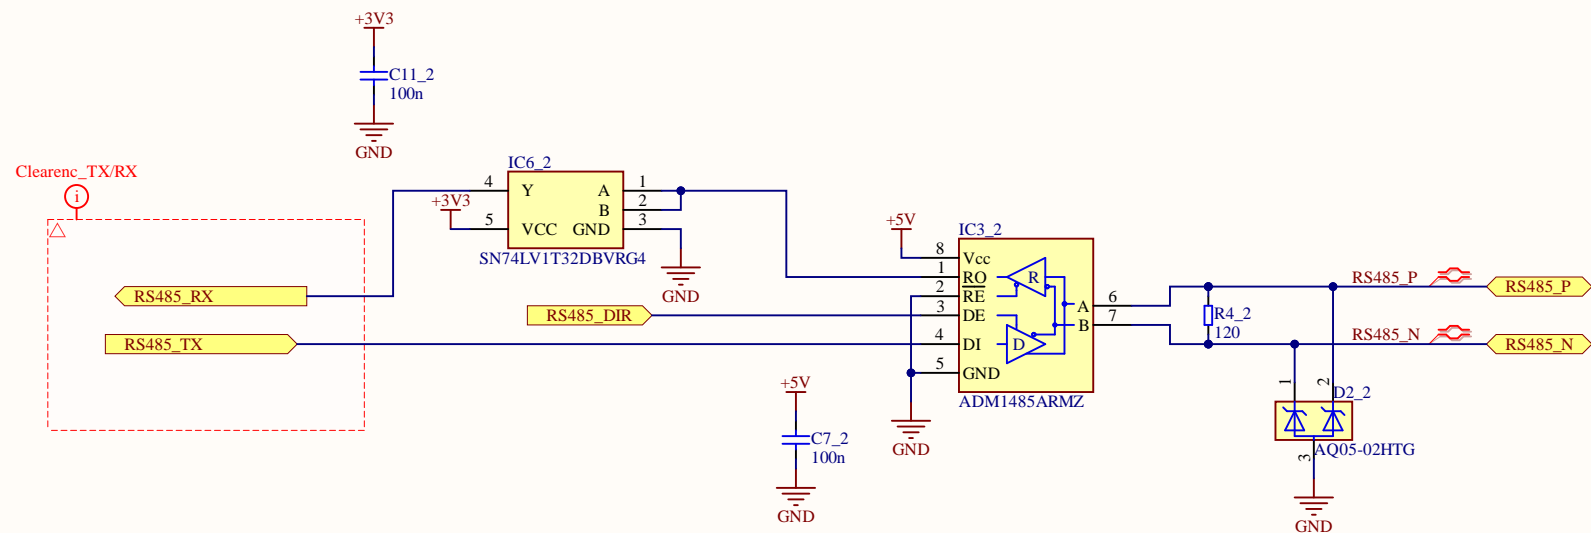 +3V3
C11_2
100n
GND
Clearenc_TX/RX
i
IC6_2
4
Y
A
1
B
2
+3V3
5
VCC
GND
3
SN74LV1T32DBVRG4
GND
RS485_RX
RS485_DIR
RS485_TX
+5V
IC3_2
8
Vcc
1
RO
R
2
RE
3
DE
4
DI
D
5
GND
A
6
B
7
ADM1485ARMZ
GND
+5V
C7_2
100n
GND
RS485_P
RS485_P
R4_2
120
RS485_N
RS485_N
1
2
D2_2
3
AQ05-02HTG
GND